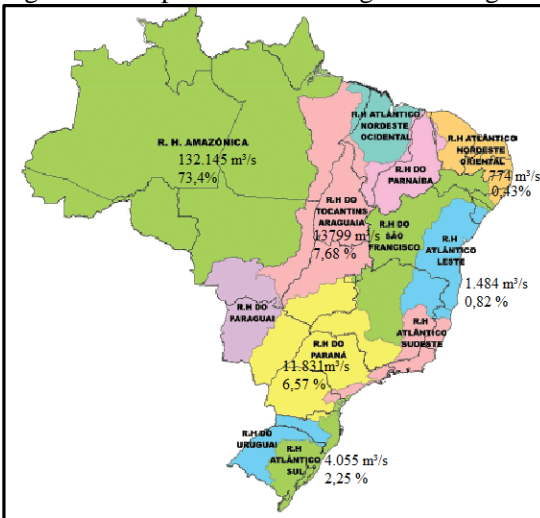 R. H. AMAZÓNICA
132.145 m³/s
73,4%
R.H ATLÂNTICO
NORDESTE
OCIDENTAL
R.H ATLÂNTICO
NORDESTE
ORIENTAL
774 m³/s
0,43%
R.H DO
PARNAÍBA
R.H DO
TOCANTINS
ARAGUAIA
13799 m³/s
7,68 %
R.H DO
SÃO
FRANCISCO
R.H
ATLÂNTICO
LESTE
1.484 m³/s
0,82 %
R.H DO
PARAGUAI
R.H
ATLÂNTICO
SUDESTE
R.H DO
PARANÁ
11.831m³/s
6,57 %
R.H DO
URUGUAI
R.H
ATLÂNTICO
SUL
4.055 m³/s
2,25 %